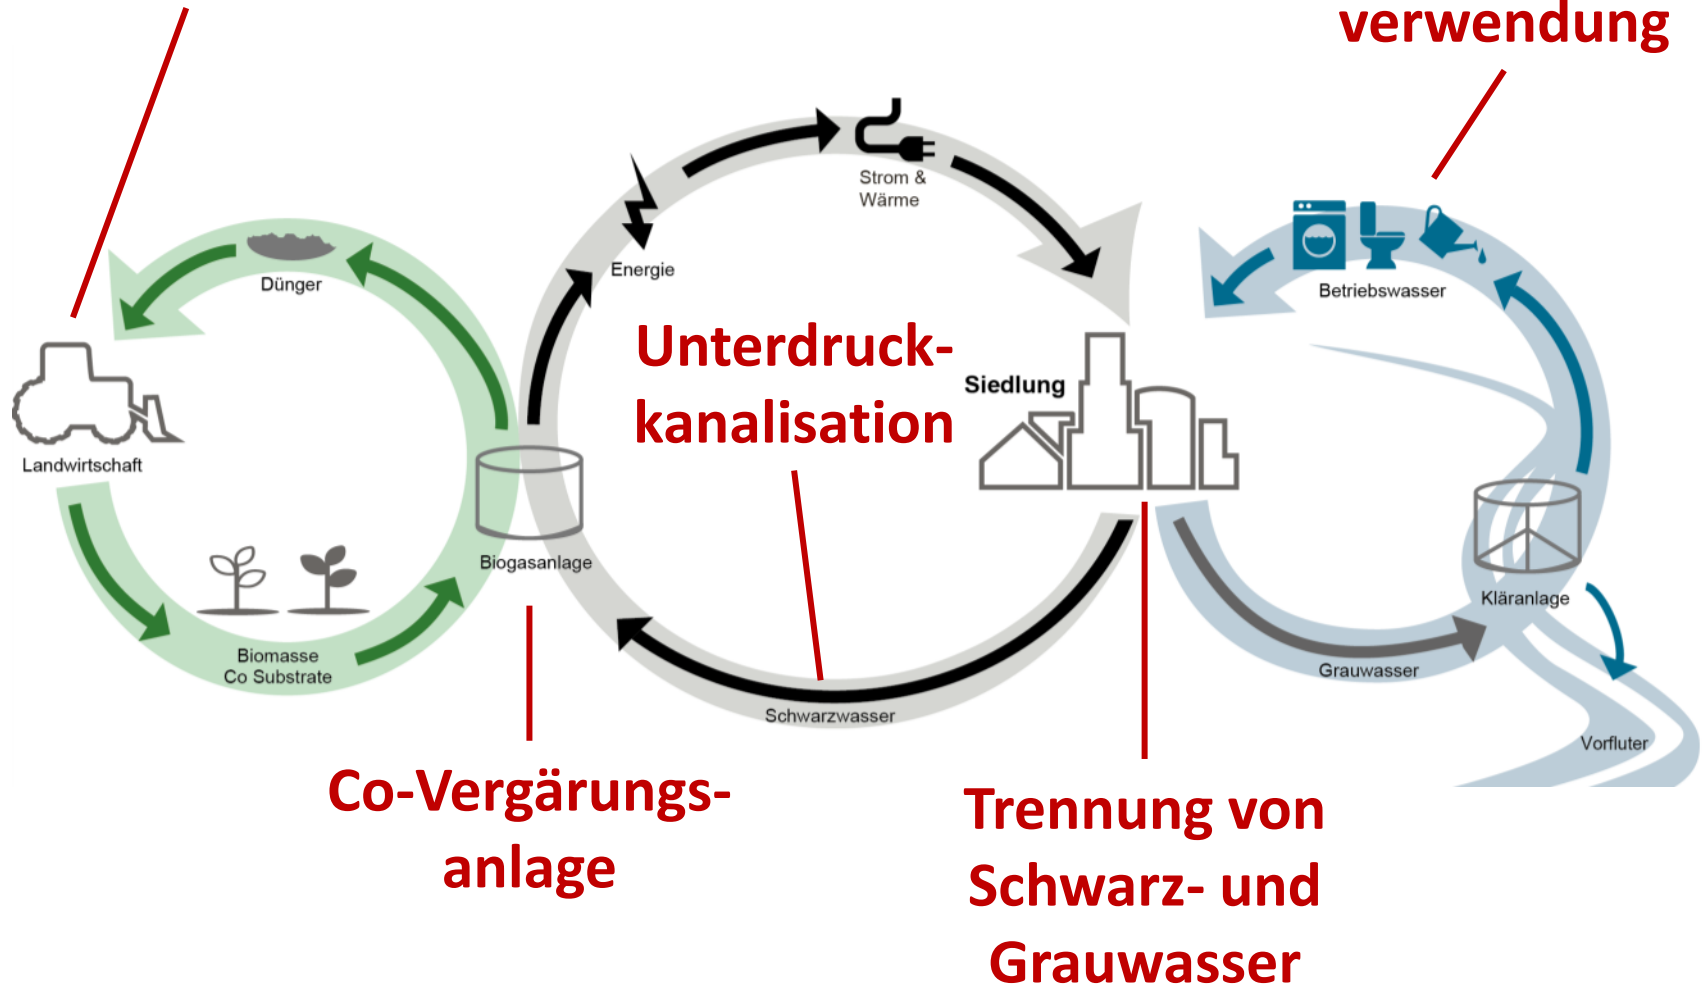 verwendung
Strom &
Wärme
Energie
Dünger
Betriebswasser
Unterdruck-
kanalisation
Siedlung
Landwirtschaft
Biogasanlage
Kläranlage
Biomasse
Co Substrate
Grauwasser
Schwarzwasser
Vorfluter
Co-Vergärungs-
anlage
Trennung von
Schwarz- und
Grauwasser